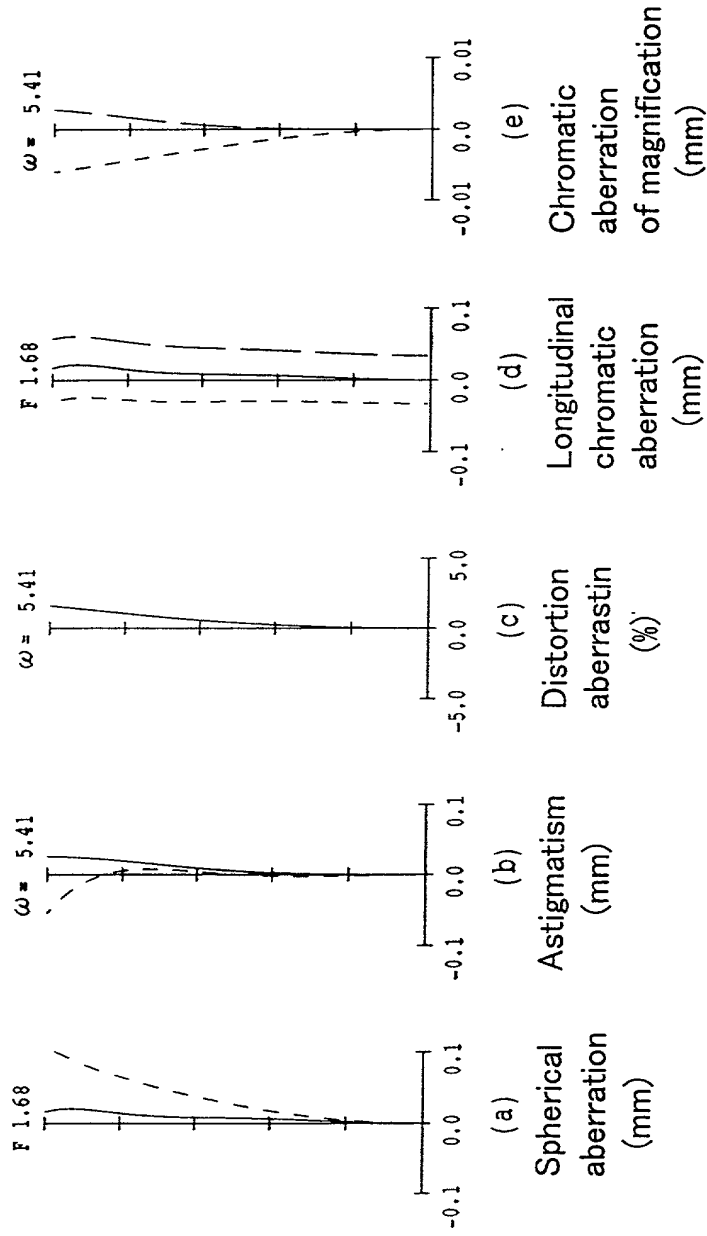 F 1.68
-0.1 0.0 0.1
(a)
Spherical
aberration
(mm)
ω= 5.41
-0.1 0.0 0.1
(b)
Astigmatism
(mm)
ω= 5.41
-5.0 0.0 5.0
(c)
Distortion
aberrastin
(%)
F 1.68
-0.1 0.0 0.1
(d)
Longitudinal
chromatic
aberration
(mm)
ω= 5.41
-0.01 0.0 0.01
(e)
Chromatic
aberration
of magnification
(mm)